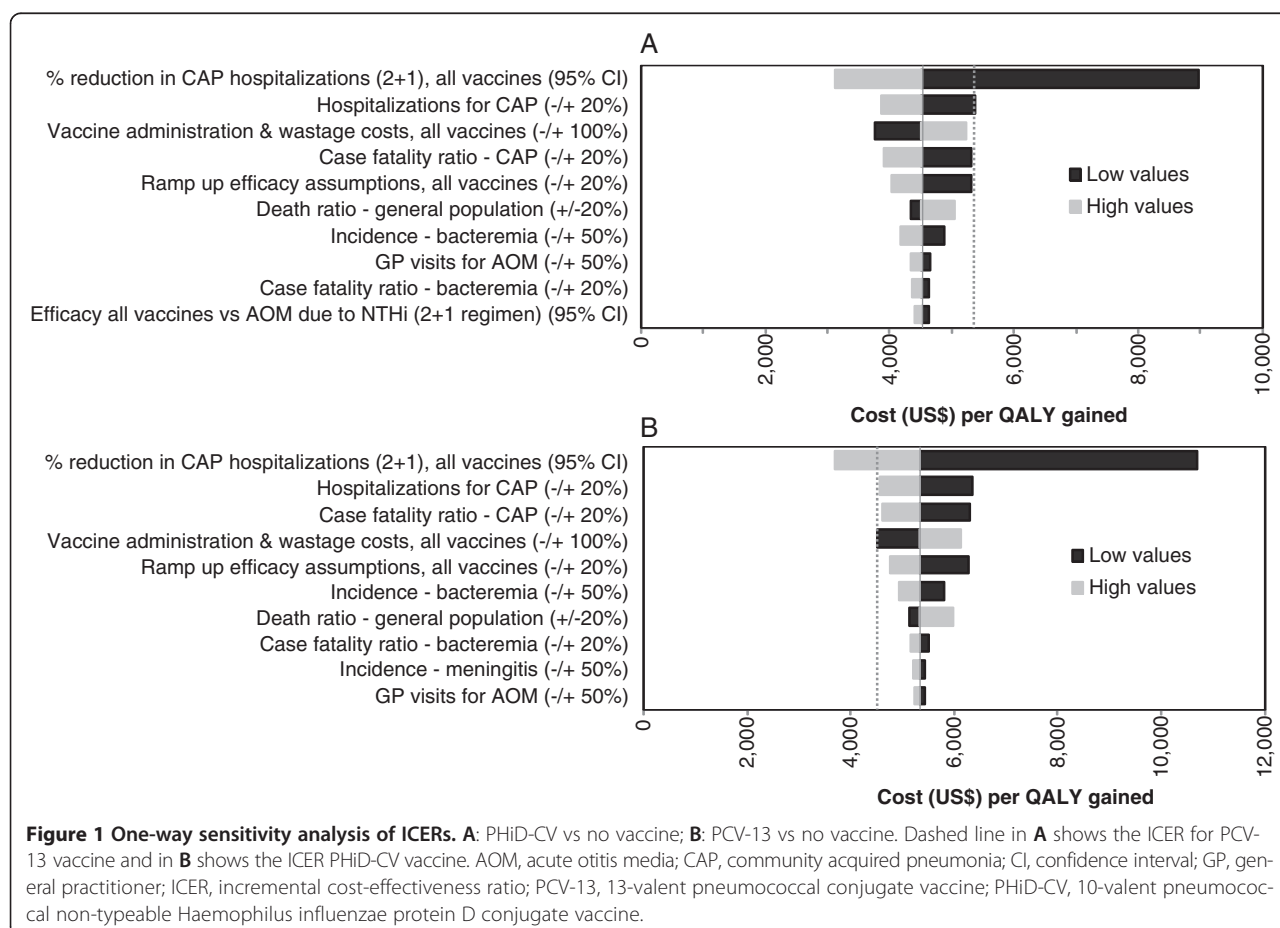 A
% reduction in CAP hospitalizations (2+1), all vaccines (95% CI)
Hospitalizations for CAP (-/+ 20%)
Vaccine administration & wastage costs, all vaccines (-/+ 100%)
Case fatality ratio - CAP (-/+ 20%)
Ramp up efficacy assumptions, all vaccines (-/+ 20%)
Death ratio - general population (+/-20%)
Incidence - bacteremia (-/+ 50%)
GP visits for AOM (-/+ 50%)
Case fatality ratio - bacteremia (-/+ 20%)
Efficacy all vaccines vs AOM due to NTHi (2+1 regimen) (95% CI)
Low values
High values
0
2,000
4,000
6,000
8,000
10,000
Cost (US$) per QALY gained
B
% reduction in CAP hospitalizations (2+1), all vaccines (95% CI)
Hospitalizations for CAP (-/+ 20%)
Case fatality ratio - CAP (-/+ 20%)
Vaccine administration & wastage costs, all vaccines (-/+ 100%)
Ramp up efficacy assumptions, all vaccines (-/+ 20%)
Incidence - bacteremia (-/+ 50%)
Death ratio - general population (+/-20%)
Case fatality ratio - bacteremia (-/+ 20%)
Incidence - meningitis (-/+ 50%)
GP visits for AOM (-/+ 50%)
Low values
High values
0
2,000
4,000
6,000
8,000
10,000
12,000
Cost (US$) per QALY gained
Figure 1 One-way sensitivity analysis of ICERs. A: PHiD-CV vs no vaccine; B: PCV-13 vs no vaccine. Dashed line in A shows the ICER for PCV-
13 vaccine and in B shows the ICER PHiD-CV vaccine. AOM, acute otitis media; CAP, community acquired pneumonia; CI, confidence interval; GP, gen-
eral practitioner; ICER, incremental cost-effectiveness ratio; PCV-13, 13-valent pneumococcal conjugate vaccine; PHiD-CV, 10-valent pneumococ-
cal non-typeable Haemophilus influenzae protein D conjugate vaccine.